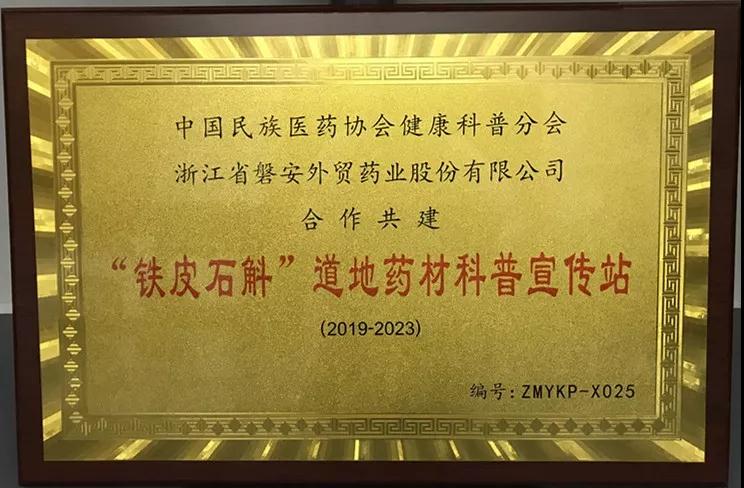 中国民族医药协会健康科普分会
浙江省磐安外贸药业股份有限公司
合作共建
“铁皮石斛”道地药材科普宣传站
(2019-2023)
编号:ZMYKP-X025